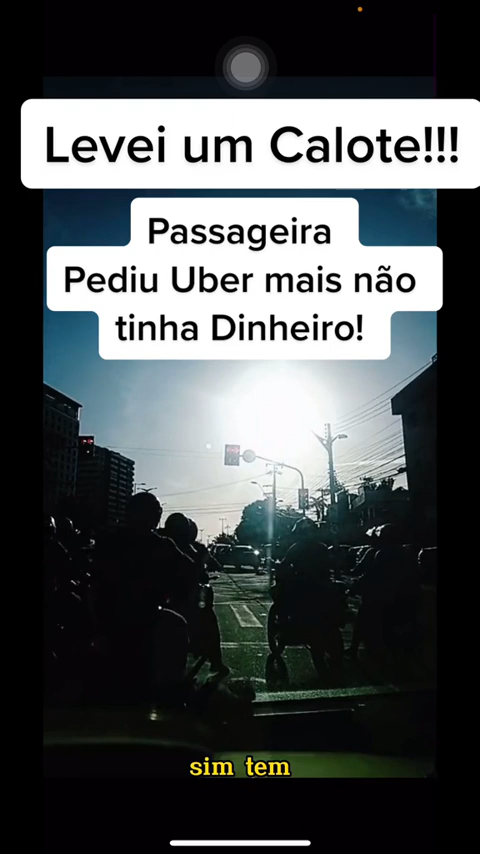 Levei um Calote!!!
Passageira
Pediu Uber mais não
tinha Dinheiro!
sim tem